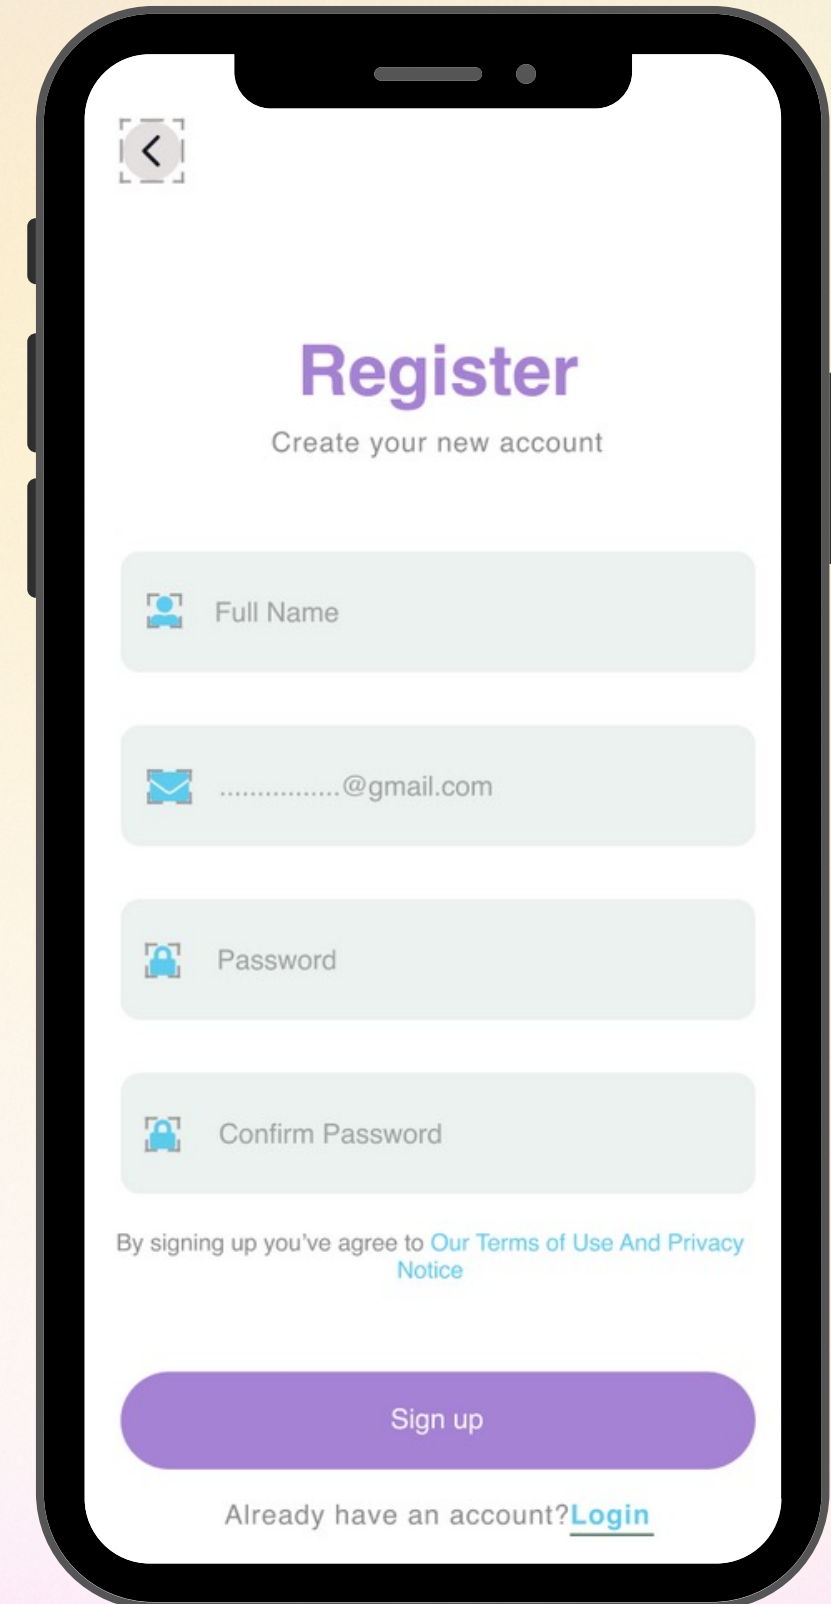 Register
Create your new account
Full Name
................@gmail.com
Password
Confirm Password
By signing up you've agree to Our Terms of Use And Privacy
Notice
Sign up
Already have an account?Login